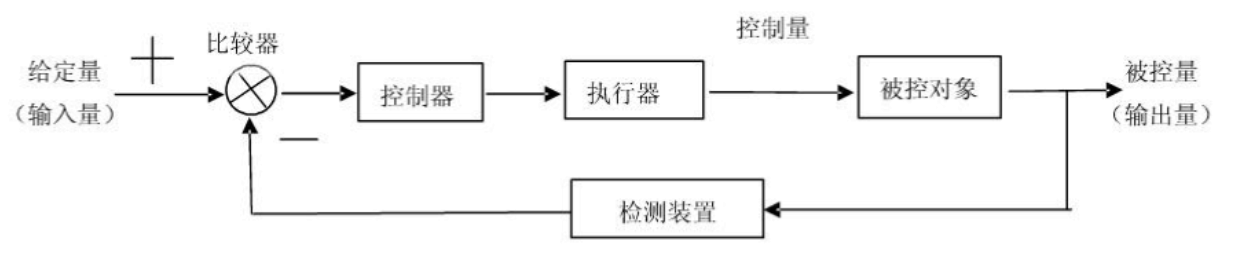 比较器
控制量
给定量
（输入量）
+
控制器
执行器
被控对象
被控量
（输出量）
—
检测装置